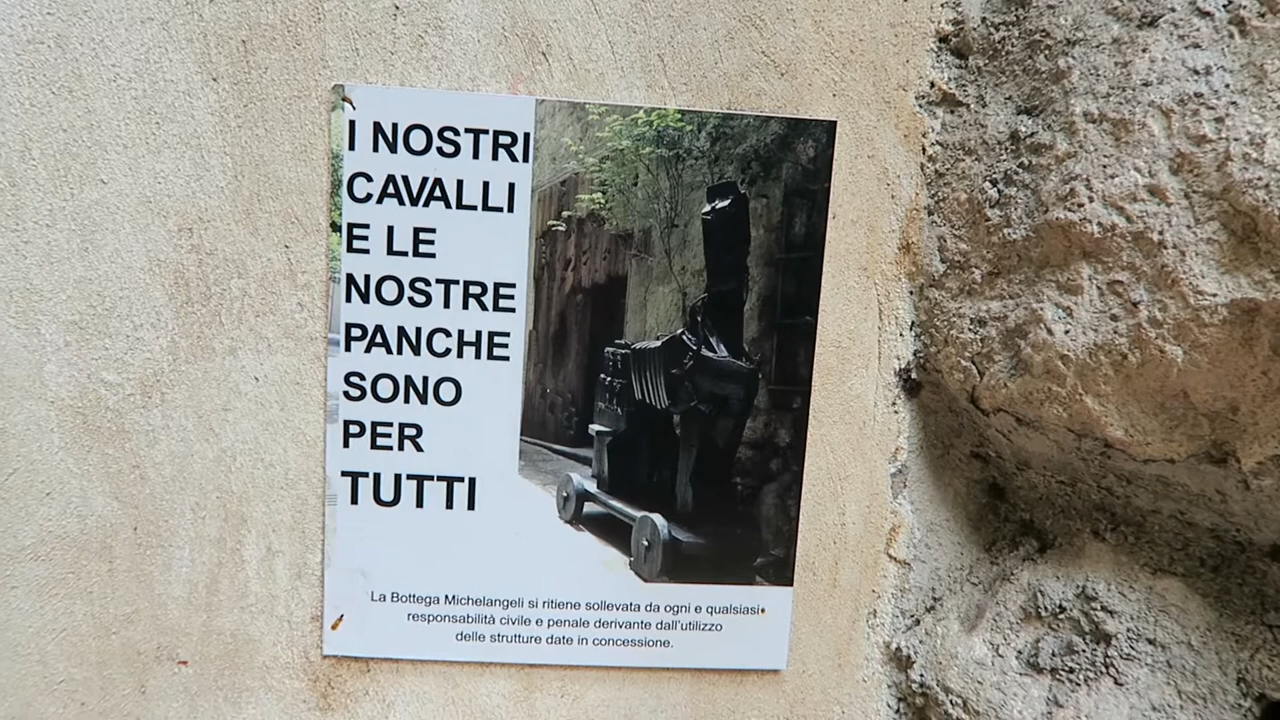 I NOSTRI
CAVALLI
E LE
NOSTRE
PANCHE
SONO
PER
TUTTI
La Bottega Michelangeli si ritiene sollevata da ogni e qualsiasi
responsabilità civile e penale derivante dall'utilizzo
delle strutture date in concessione.